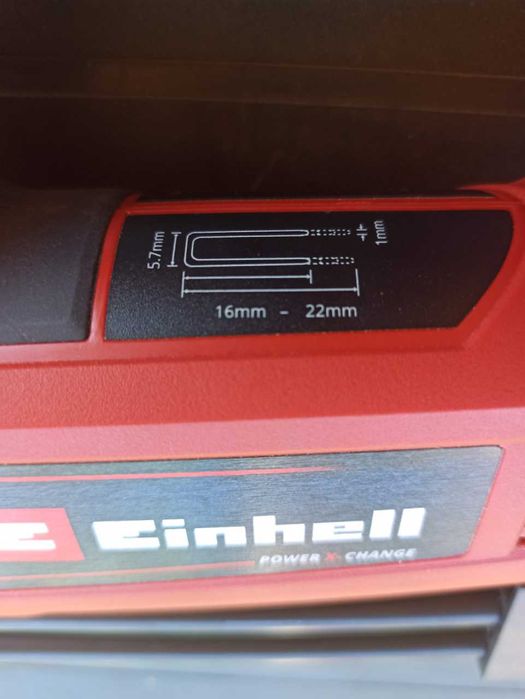 5.7mm
1mm
16mm - 22mm
Einhell
POWER X-CHANGE